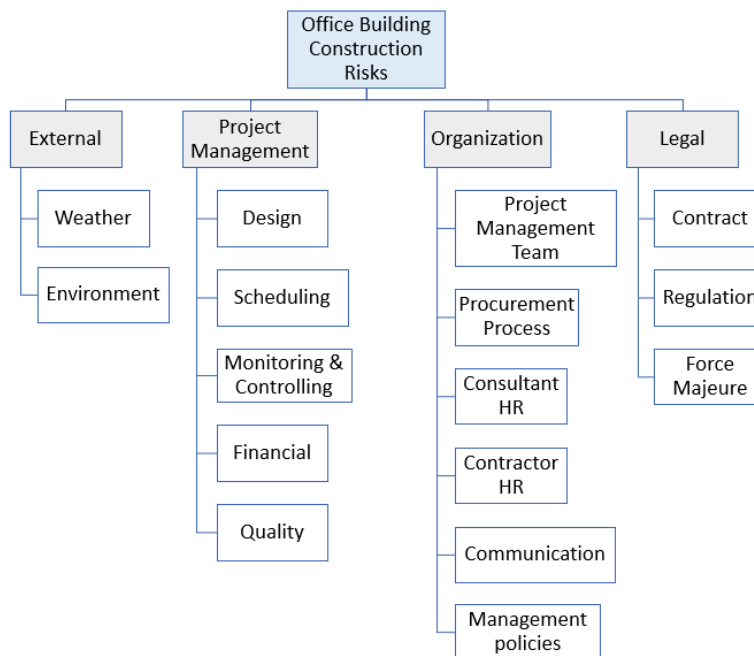 Office Building
Construction
Risks
External
Project
Management
Organization
Legal
Weather
Environment
Design
Scheduling
Monitoring &
Controlling
Financial
Quality
Project
Management
Team
Procurement
Process
Consultant
HR
Contractor
HR
Communication
Management
policies
Contract
Regulation
Force
Majeure